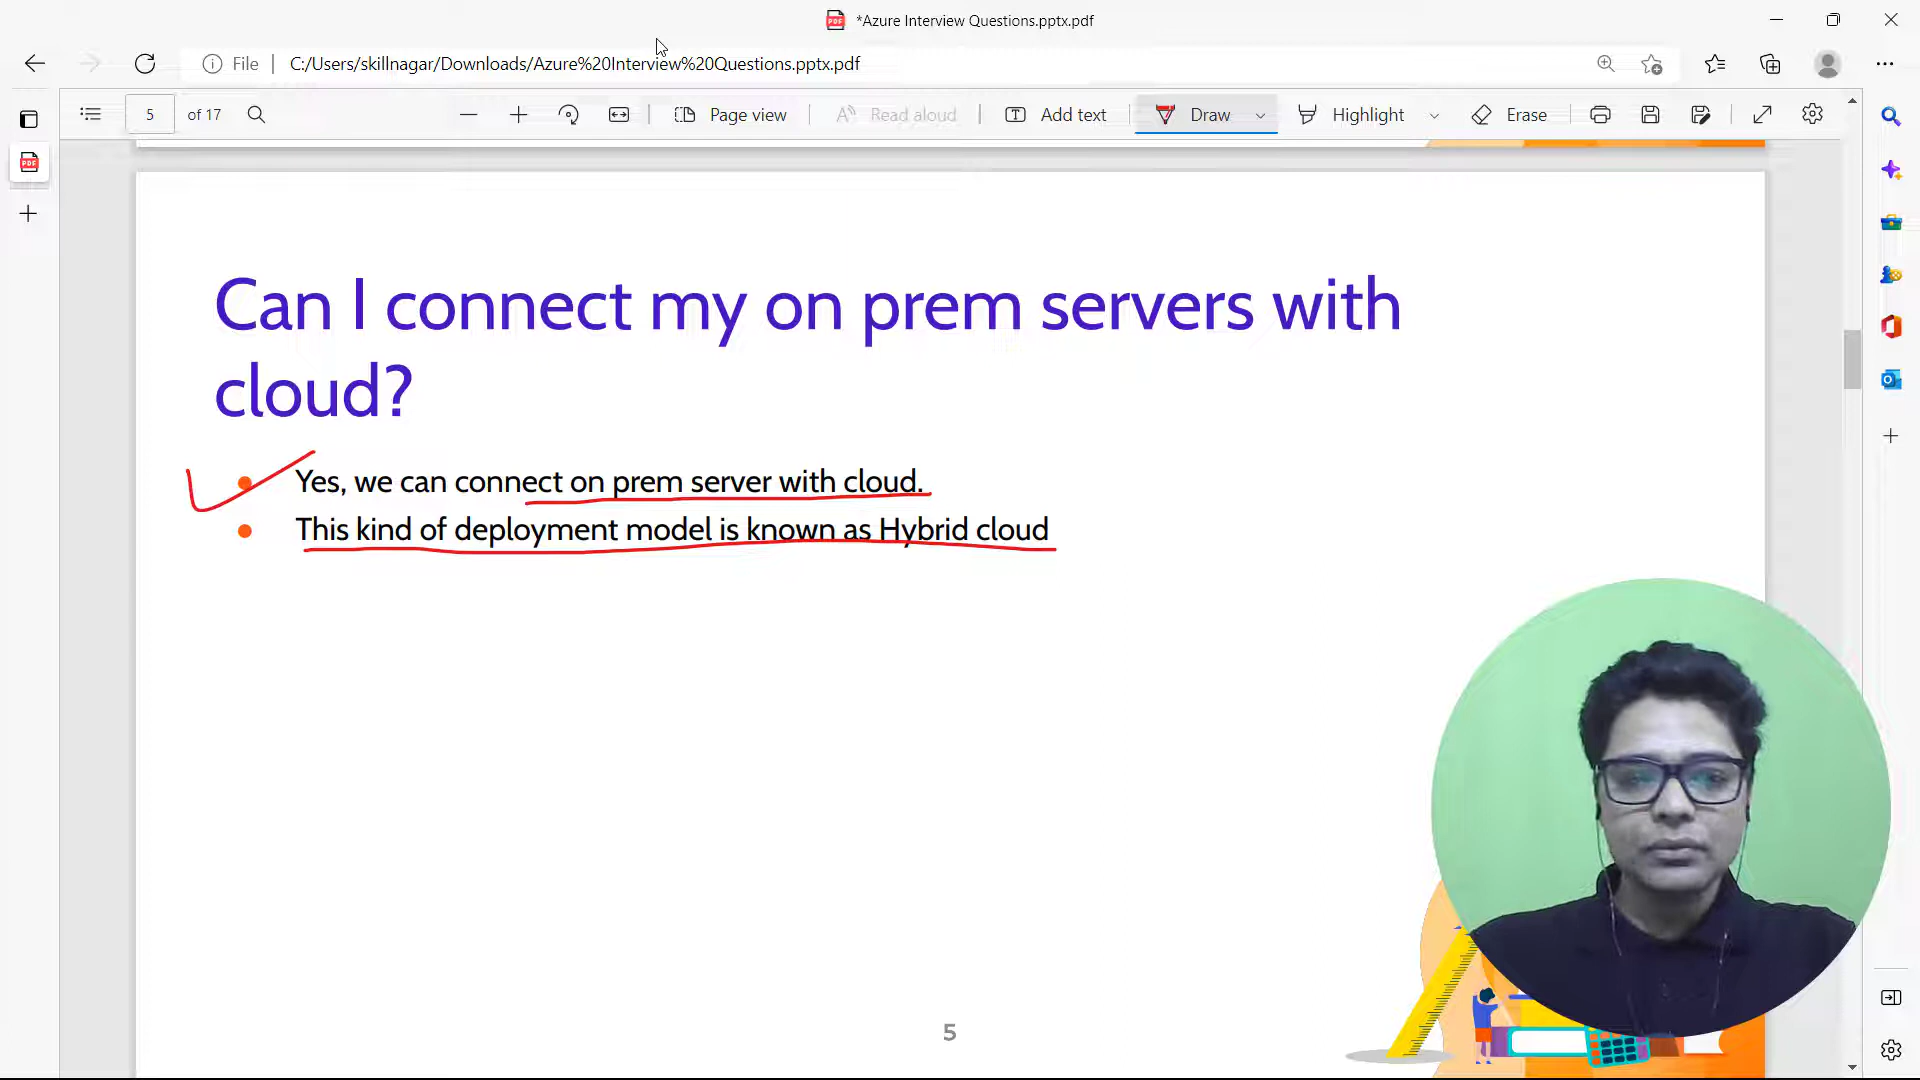 *Azure Interview Questions.pptx.pdf
File C:/Users/skillnagar/Downloads/Azure%20Interview%20Questions.pptx.pdf
5 of 17 Page view Read aloud Add text Draw Highlight Erase
Can I connect my on prem servers with
cloud?
Yes, we can connect on prem server with cloud.
This kind of deployment model is known as Hybrid cloud
5